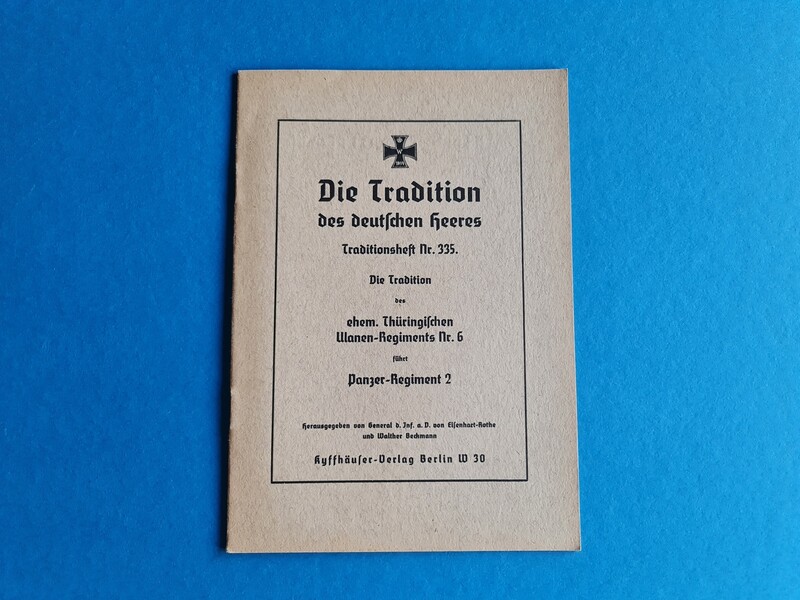 W
1914
Die Tradition
des deutschen Heeres
Traditionsheft Nr. 335.
Die Tradition
des
ehem. Thüringischen
Ulanen-Regiments Nr. 6
führt
Panzer-Regiment 2
Herausgegeben von General d. Inf. a. D. von Eisenhart-Rothe
und Walther Beckmann
Kyffhäuser-Verlag Berlin W 30